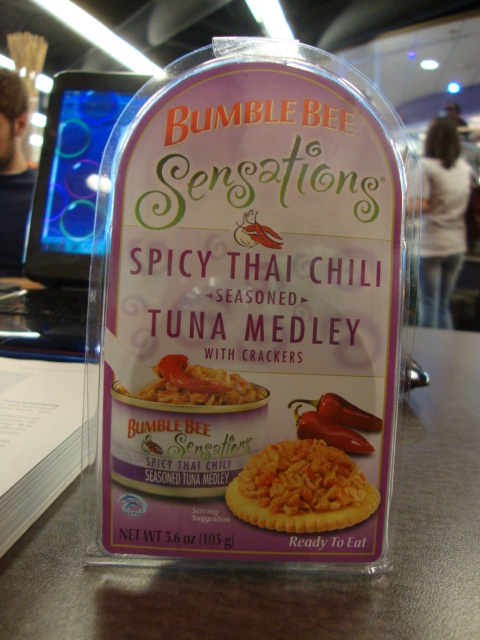 BUMBLE BEE
Sensations®
SPICY THAI CHILI
SEASONED
TUNA MEDLEY
WITH CRACKERS
BUMBLE BEE
Sensations
SPICY THAI CHILI
SEASONED TUNA MEDLEY
Serving
Suggestion
NET WT 3.6 oz (103 g)
Ready To Eat